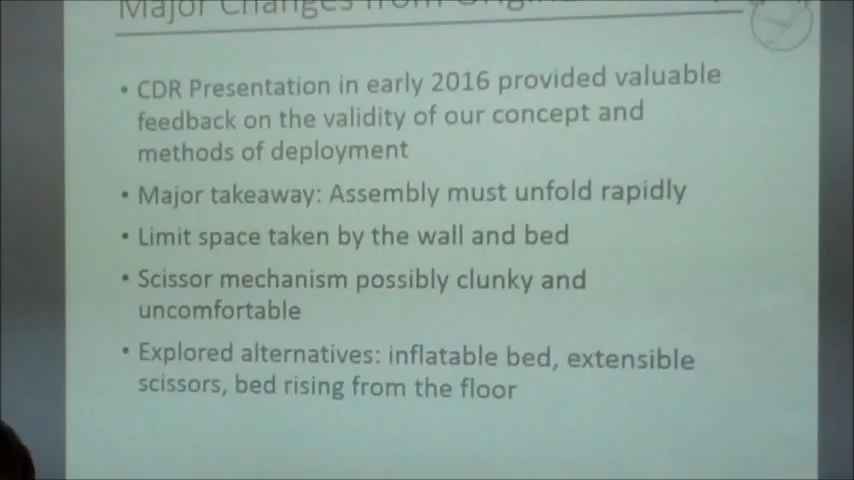 Major Changes from
• CDR Presentation in early 2016 provided valuable
feedback on the validity of our concept and
methods of deployment
• Major takeaway: Assembly must unfold rapidly
• Limit space taken by the wall and bed
• Scissor mechanism possibly clunky and
uncomfortable
• Explored alternatives: inflatable bed, extensible
scissors, bed rising from the floor